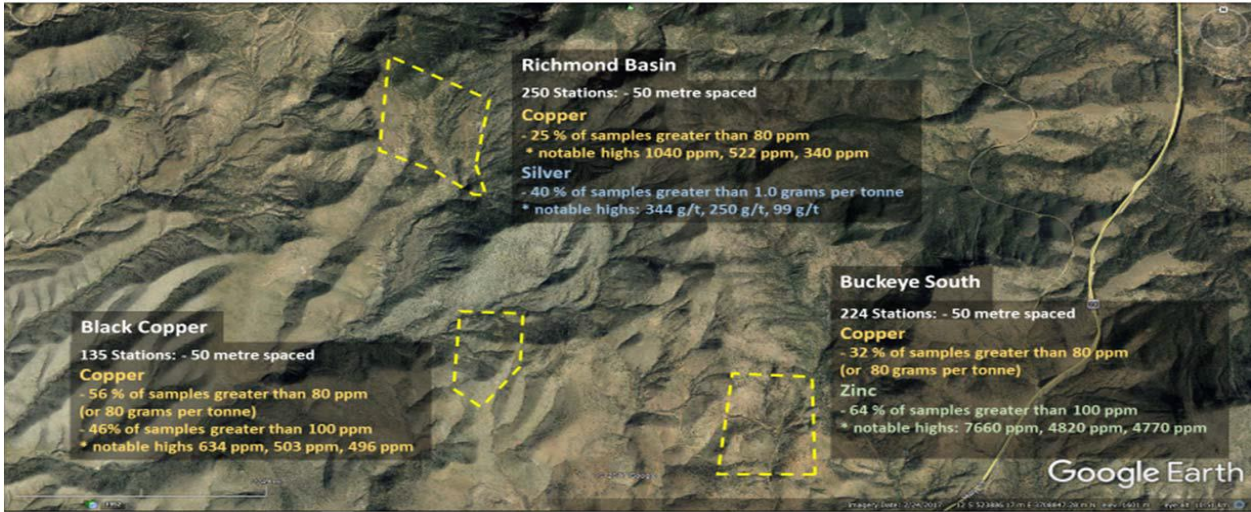 Richmond Basin
250 Stations: - 50 metre spaced
Copper
- 25 % of samples greater than 80 ppm
* notable highs 1040 ppm, 522 ppm, 340 ppm
Silver
- 40 % of samples greater than 1.0 grams per tonne
* notable highs: 344 g/t, 250 g/t, 99 g/t
Buckeye South
224 Stations: - 50 metre spaced
Copper
- 32 % of samples greater than 80 ppm
(or 80 grams per tonne)
Zinc
- 64 % of samples greater than 100 ppm
* notable highs: 7660 ppm, 4820 ppm, 4770 ppm
Black Copper
135 Stations: - 50 metre spaced
Copper
- 56 % of samples greater than 80 ppm
(or 80 grams per tonne)
- 46% of samples greater than 100 ppm
* notable highs 634 ppm, 503 ppm, 496 ppm
Google Earth
Imagery Date: